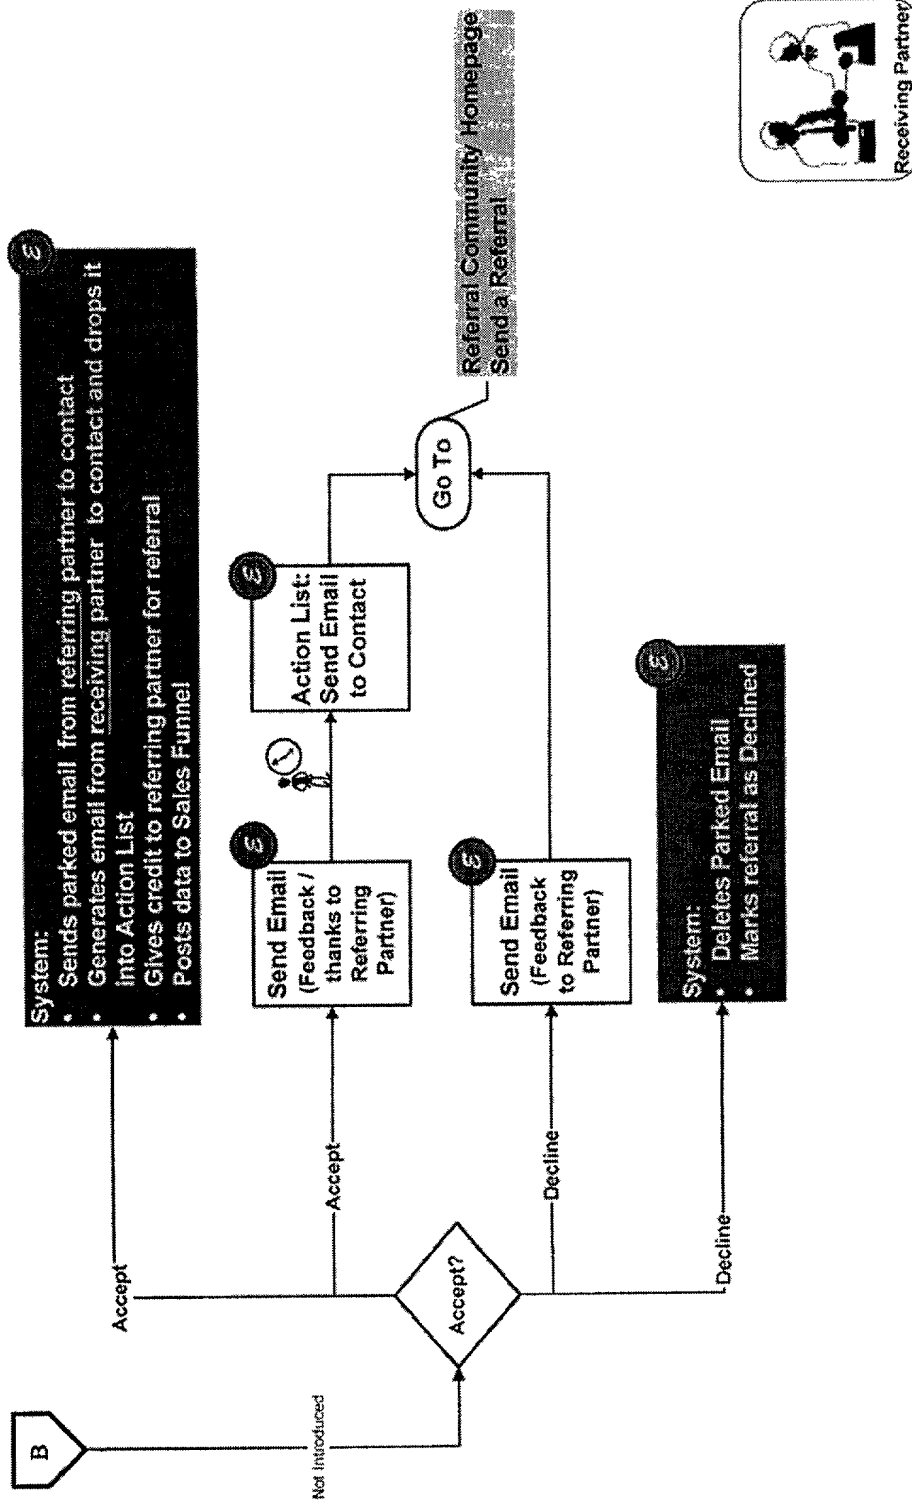 B
Not Introduced
Accept?
Accept
System:
• Sends parked email from referring partner to contact
• Generates email from receiving partner to contact and drops it
into Action List
• Gives credit to referring partner for referral
• Posts data to Sales Funnel
Accept
Send Email
(Feedback /
thanks to
Referring
Partner)
Action List:
Send Email
to Contact
Go To
Referral Community Homepage
Send a Referral
Decline
Send Email
(Feedback
to Referring
Partner)
Decline
System:
• Deletes Parked Email
• Marks referral as Declined
Receiving Partner